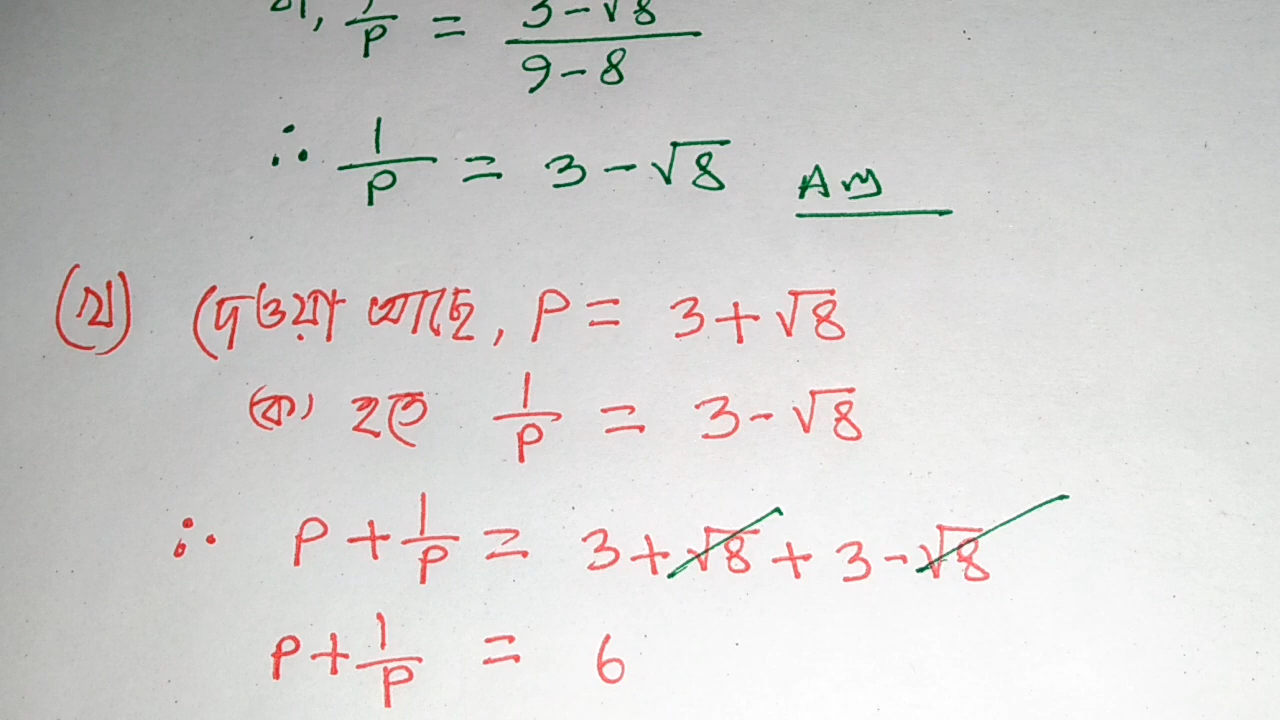 বা, 1/P = 3-√8 / 9-8
∴ 1/P = 3-√8 Ans
(খ) দেওয়া আছে, P = 3+√8
(ক) হতে 1/P = 3-√8
∴ P + 1/P = 3+√8 + 3-√8
P + 1/P = 6